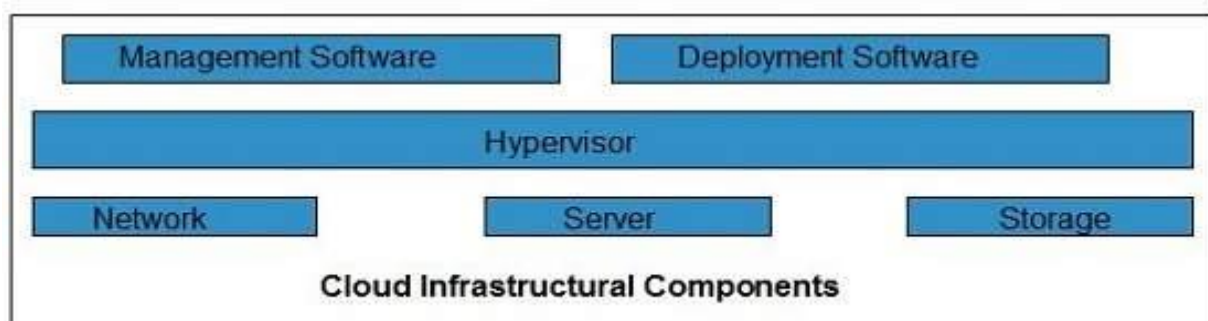 Management Software
Deployment Software
Hypervisor
Network
Server
Storage
Cloud Infrastructural Components